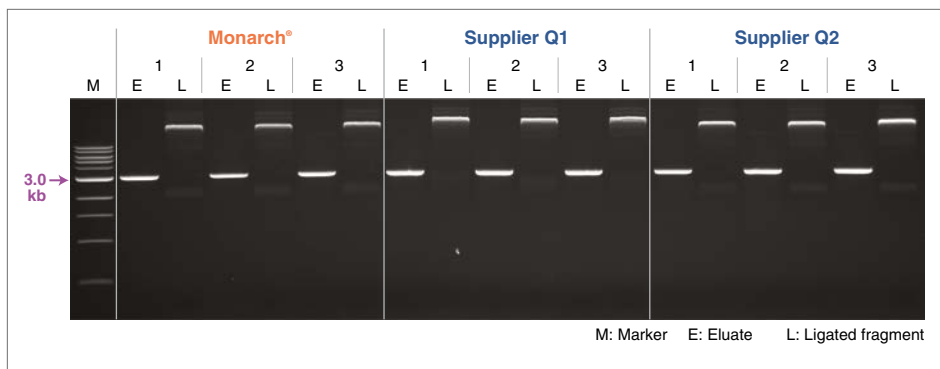 Monarch® Supplier Q1 Supplier Q2
1 2 3 1 2 3 1 2 3
M E L E L E L E L E L E L E L E L E L
3.0
kb
M: Marker E: Eluate L: Ligated fragment